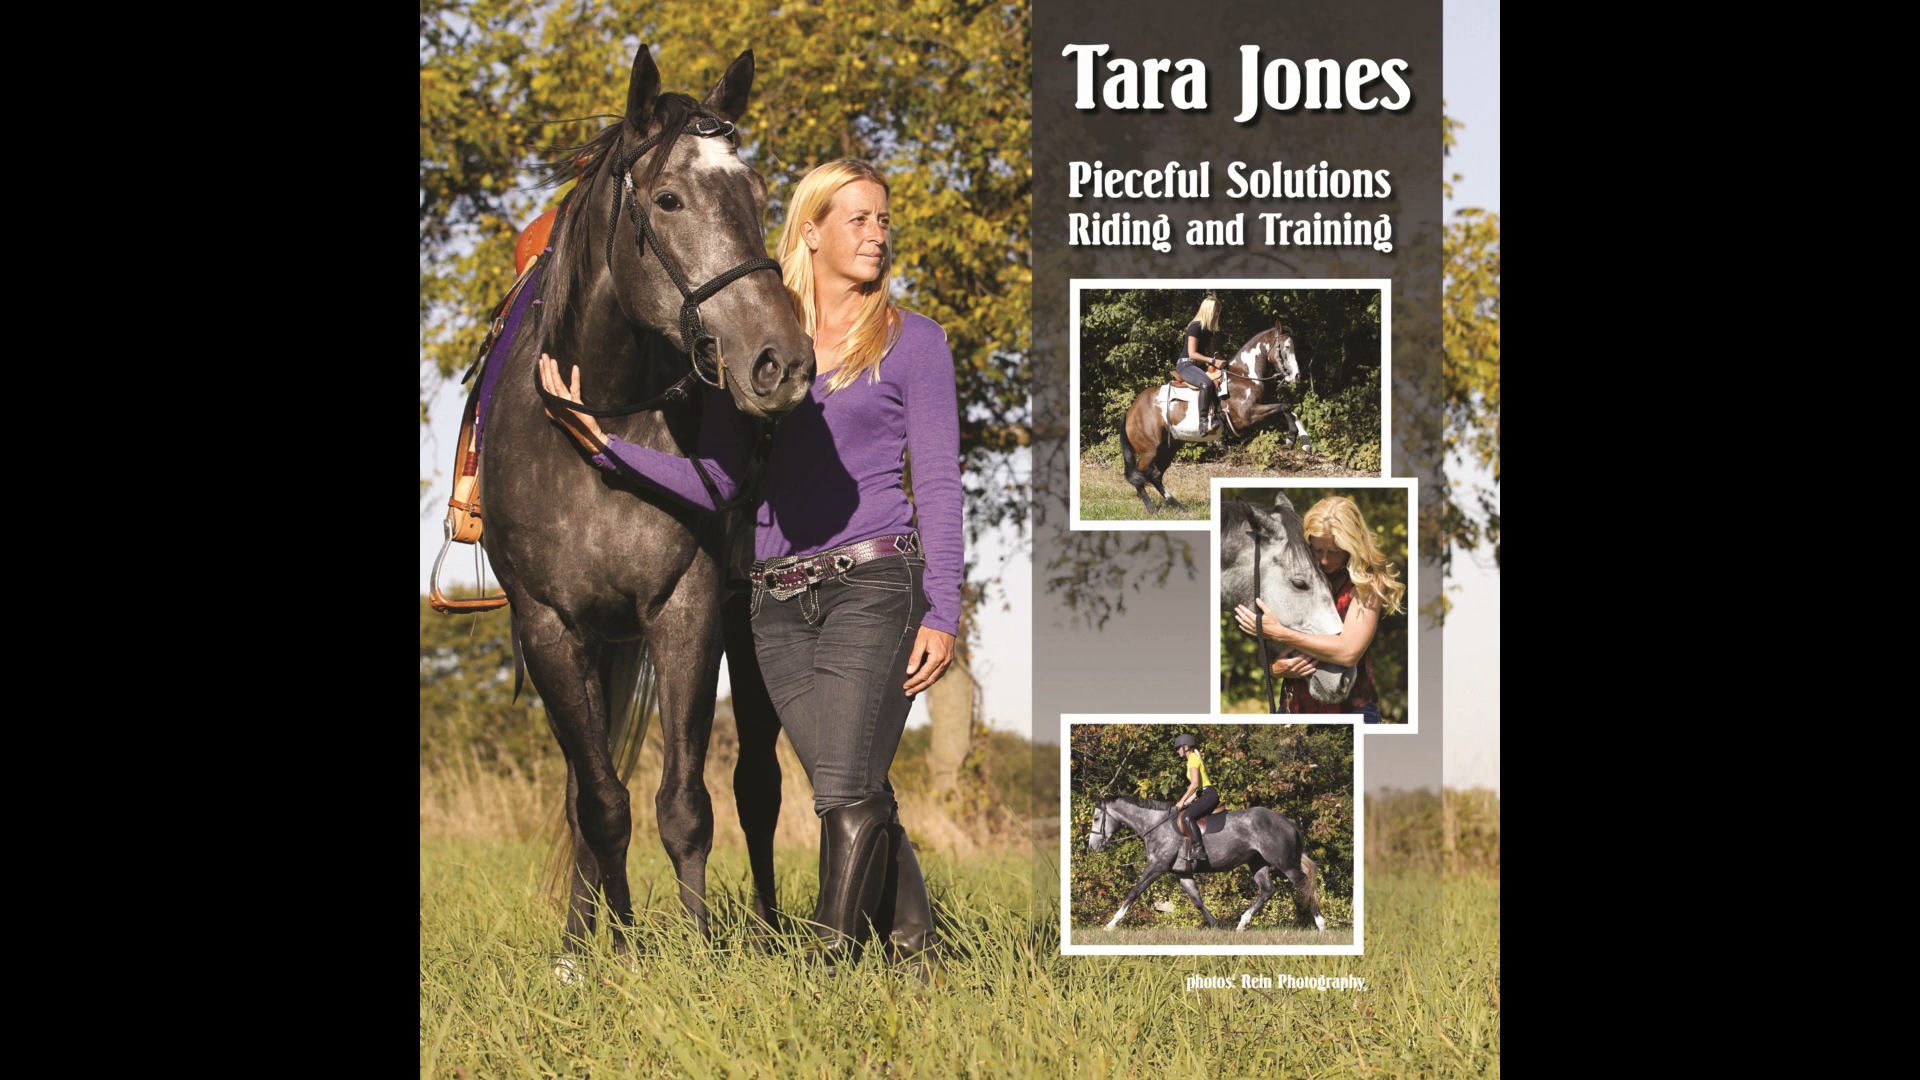 Tara Jones
Pieceful Solutions
Riding and Training
photos: Rein Photography